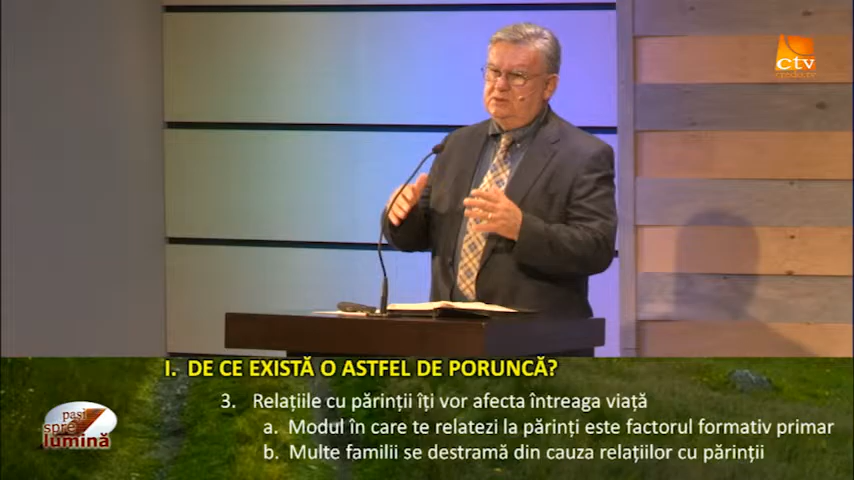 ctv
credo.tv
I. DE CE EXISTĂ O ASTFEL DE PORUNCĂ?
3. Relațiile cu părinții îți vor afecta întreaga viață
a. Modul în care te relatezi la părinți este factorul formativ primar
b. Multe familii se destramă din cauza relațiilor cu părinții
pași
spre
lumină